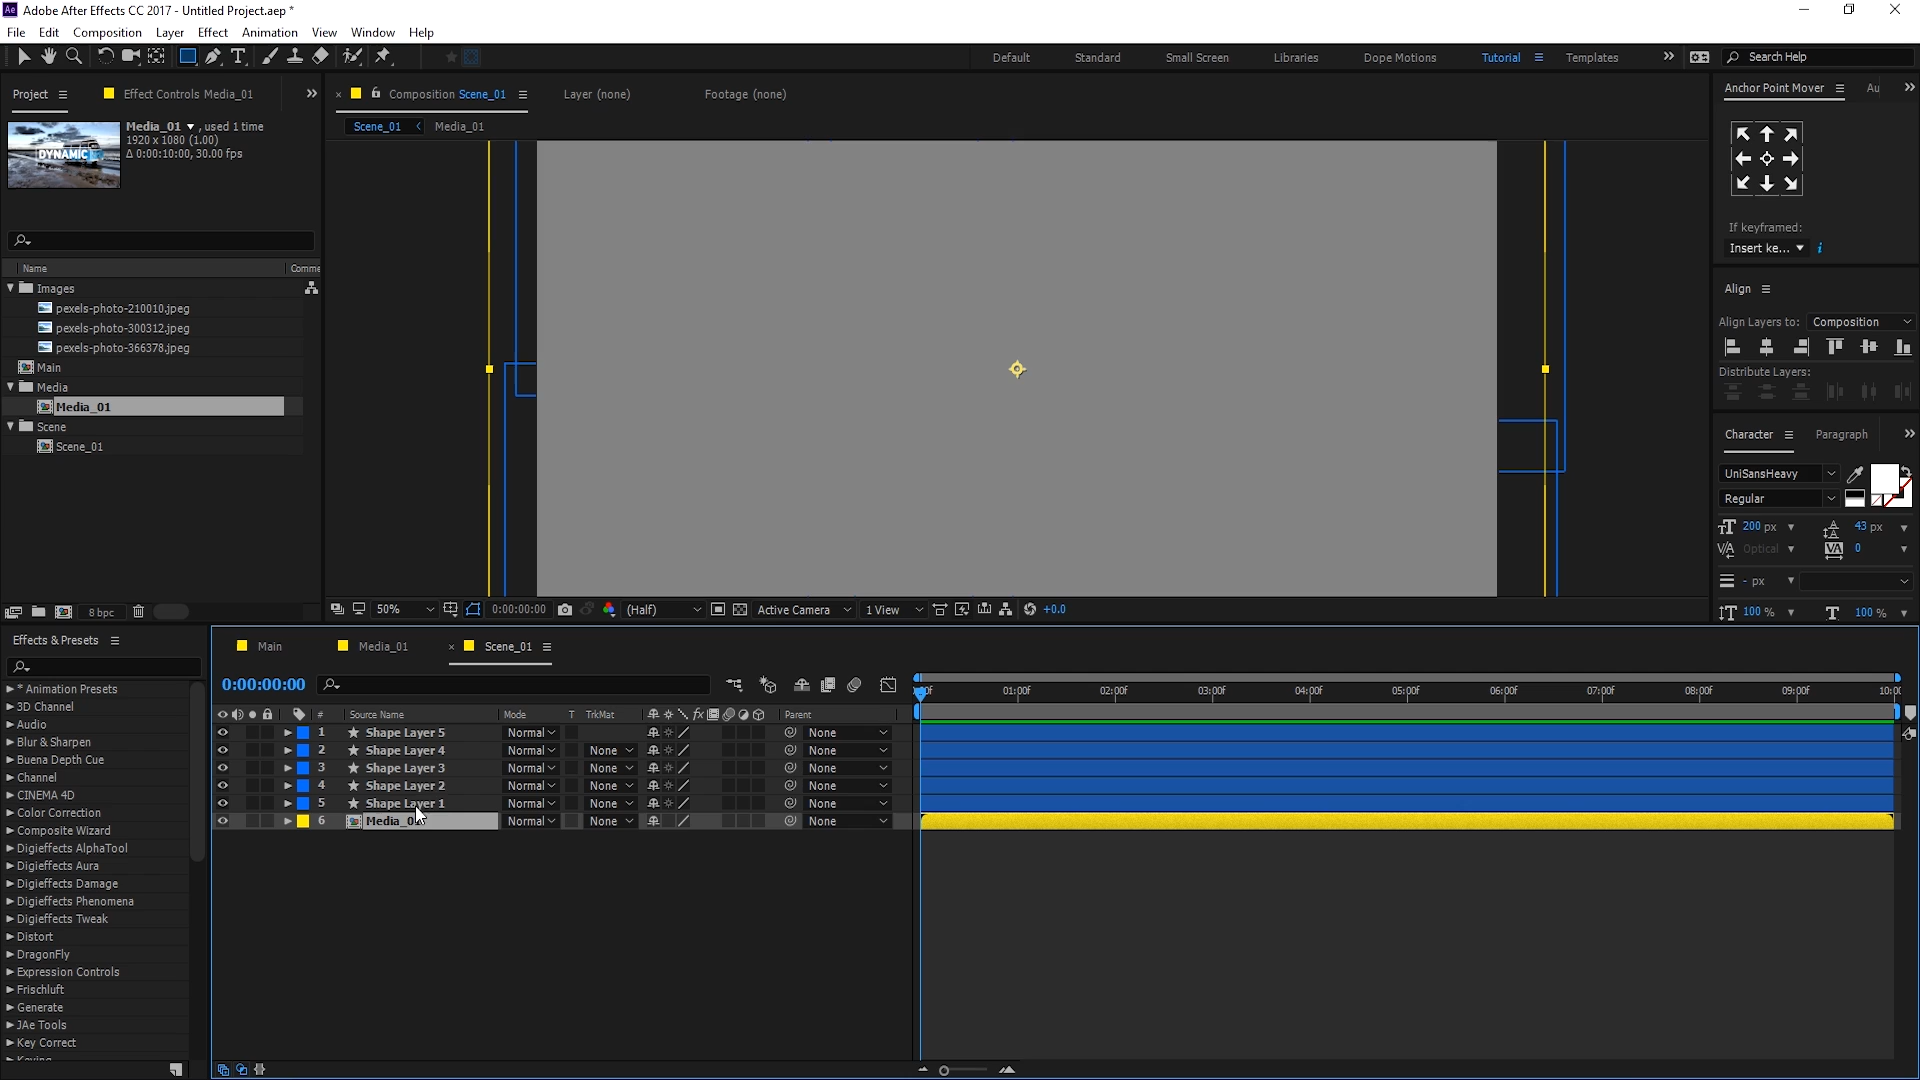 Adobe After Effects CC 2017 - Untitled Project.aep *
File Edit Composition Layer Effect Animation View Window Help
Default Standard Small Screen Libraries Dope Motions Tutorial Templates Search Help
Project Effect Controls Media_01
Composition Scene_01 Layer (none) Footage (none)
Scene_01 Media_01
Media_01 , used 1 time
1920 x 1080 (1.00)
Δ 0:00:10:00, 30.00 fps
DYNAMIC
Name Comme
Images
pexels-photo-210010.jpeg
pexels-photo-300312.jpeg
pexels-photo-366378.jpeg
Main
Media
Media_01
Scene
Scene_01
8 bpc
50% 0:00:00:00 (Half) Active Camera 1 View +0.0
Anchor Point Mover Au
If keyframed:
Insert ke...
Align
Align Layers to: Composition
Distribute Layers:
Character Paragraph
UniSansHeavy
Regular
200 px 43 px
Optical 0
- px
100 % 100 %
Effects & Presets
* Animation Presets
3D Channel
Audio
Blur & Sharpen
Buena Depth Cue
Channel
CINEMA 4D
Color Correction
Composite Wizard
Digieffects AlphaTool
Digieffects Aura
Digieffects Damage
Digieffects Phenomena
Digieffects Tweak
Distort
DragonFly
Expression Controls
Frischluft
Generate
JAe Tools
Key Correct
Keying
Main Media_01 Scene_01
0:00:00:00
01:00f 02:00f 03:00f 04:00f 05:00f 06:00f 07:00f 08:00f 09:00f
# Source Name Mode T TrkMat Parent
1 Shape Layer 5 Normal None
2 Shape Layer 4 Normal None None
3 Shape Layer 3 Normal None None
4 Shape Layer 2 Normal None None
5 Shape Layer 1 Normal None None
6 Media_01 Normal None None